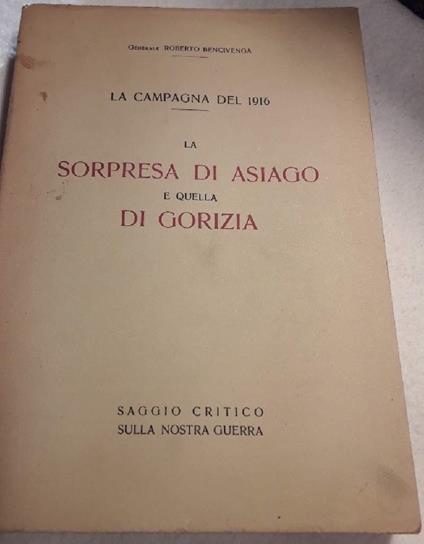 Generale ROBERTO BENCIVENGA
LA CAMPAGNA DEL 1916
LA
SORPRESA DI ASIAGO
E QUELLA
DI GORIZIA
SAGGIO CRITICO
SULLA NOSTRA GUERRA